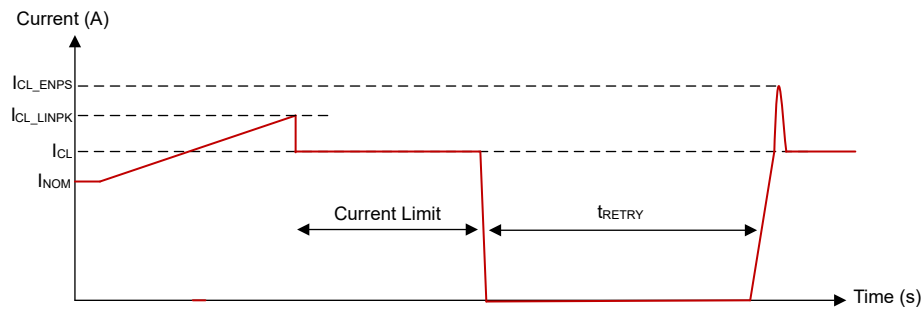 Current (A)
ICL_ENPS
ICL_LINPK
ICL
INOM
Current Limit
tRETRY
Time (s)